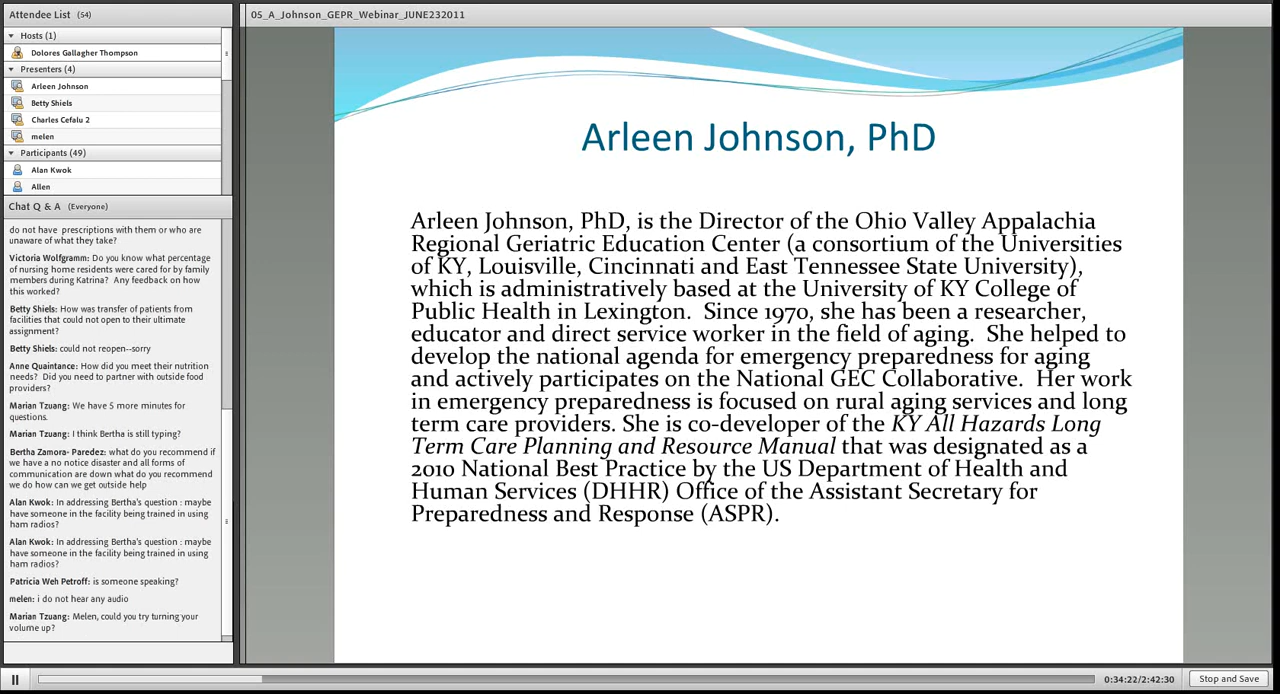 Attendee List (54)
Hosts (1)
Dolores Gallagher Thompson
Presenters (4)
Arleen Johnson
Betty Shiels
Charles Cefalu 2
melen
Participants (49)
Alan Kwok
Allen
Chat Q & A (Everyone)
do not have prescriptions with them or who are
unaware of what they take?
Victoria Wolfgramm: Do you know what percentage
of nursing home residents were cared for by family
members during Katrina? Any feedback on how
this worked?
Betty Shiels: How was transfer of patients from
facilities that could not open to their ultimate
assignment?
Betty Shiels: could not reopen--sorry
Anne Quaintance: How did you meet their nutrition
needs? Did you need to partner with outside food
providers?
Marian Tzuang: We have 5 more minutes for
questions.
Marian Tzuang: I think Bertha is still typing?
Bertha Zamora- Paredez: what do you recommend if
we have a no notice disaster and all forms of
communication are down what do you recommend
we do how can we get outside help
Alan Kwok: In addressing Bertha's question : maybe
have someone in the facility being trained in using
ham radios?
Alan Kwok: In addressing Bertha's question : maybe
have someone in the facility being trained in using
ham radios?
Patricia Weh Petroff: is someone speaking?
melen: i do not hear any audio
Marian Tzuang: Melen, could you try turning your
volume up?
05_A_Johnson_GEPR_Webinar_JUNE232011
Arleen Johnson, PhD
Arleen Johnson, PhD, is the Director of the Ohio Valley Appalachia
Regional Geriatric Education Center (a consortium of the Universities
of KY, Louisville, Cincinnati and East Tennessee State University),
which is administratively based at the University of KY College of
Public Health in Lexington. Since 1970, she has been a researcher,
educator and direct service worker in the field of aging. She helped to
develop the national agenda for emergency preparedness for aging
and actively participates on the National GEC Collaborative. Her work
in emergency preparedness is focused on rural aging services and long
term care providers. She is co-developer of the KY All Hazards Long
Term Care Planning and Resource Manual that was designated as a
2010 National Best Practice by the US Department of Health and
Human Services (DHHR) Office of the Assistant Secretary for
Preparedness and Response (ASPR).
0:34:22/2:42:30
Stop and Save